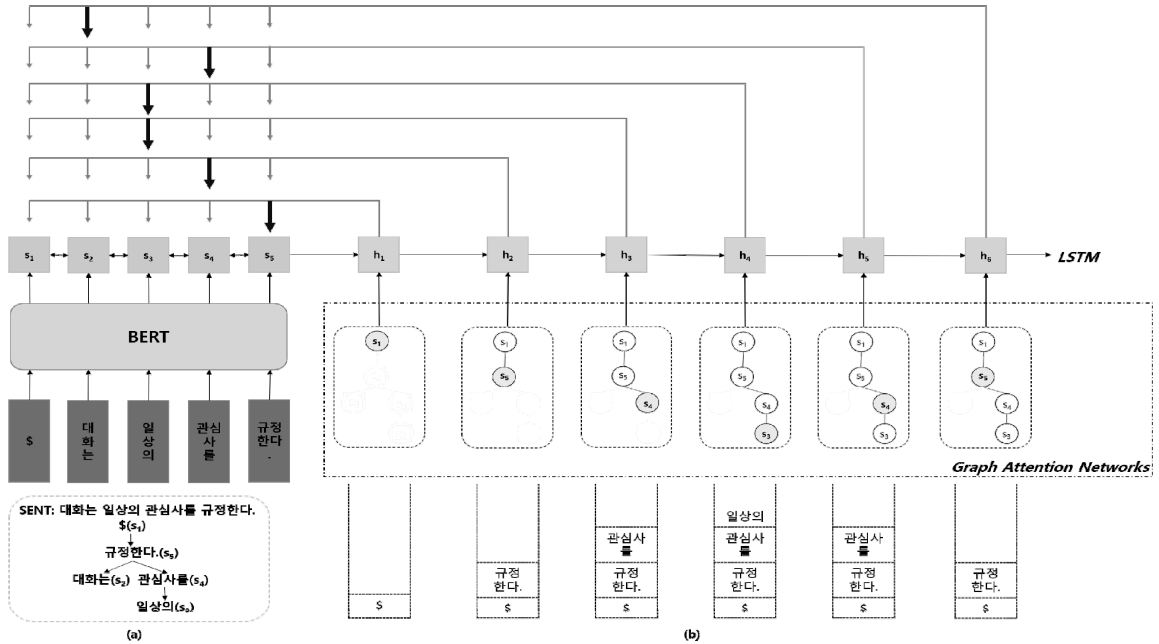 s₁ s₂ s₃ s₄ s₅ h₁ h₂ h₃ h₄ h₅ h₆ LSTM
BERT
s₁ s₁ s₁ s₁ s₁ s₁
s₅ s₅ s₅ s₅ s₅
s₄ s₄ s₄ s₄
s₃ s₃ s₃
Graph Attention Networks
$
대화는
일상의
관심
사를
규정
한다
.
SENT: 대화는 일상의 관심사를 규정한다.
$(s₁)
규정한다.(s₅)
대화는(s₂) 관심사를(s₄)
일상의(s₃)
(a)
$
규정
한다.
$
관심사
를
규정
한다.
$
일상의
관심사
를
규정
한다.
$
관심사
를
규정
한다.
$
규정
한다.
$
(b)